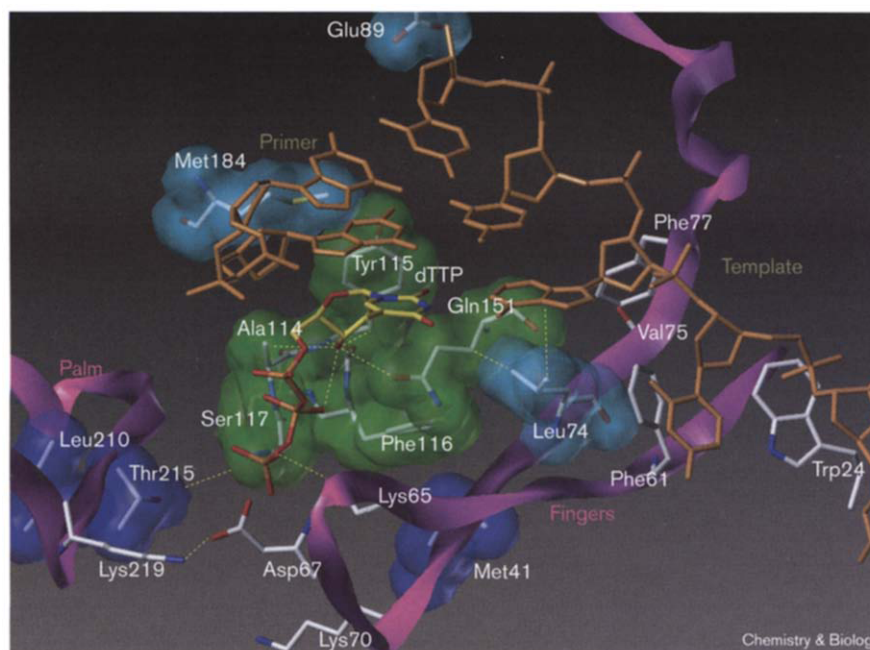 Glu89
Primer
Met184
Phe77
Tyr115
dTTP
Template
Gln151
Ala114
Val75
Palm
Ser117
Leu210
Phe116
Leu74
Thr215
Phe61
Trp24
Lys65
Fingers
Lys219
Asp67
Met41
Lys70
Chemistry & Biolog